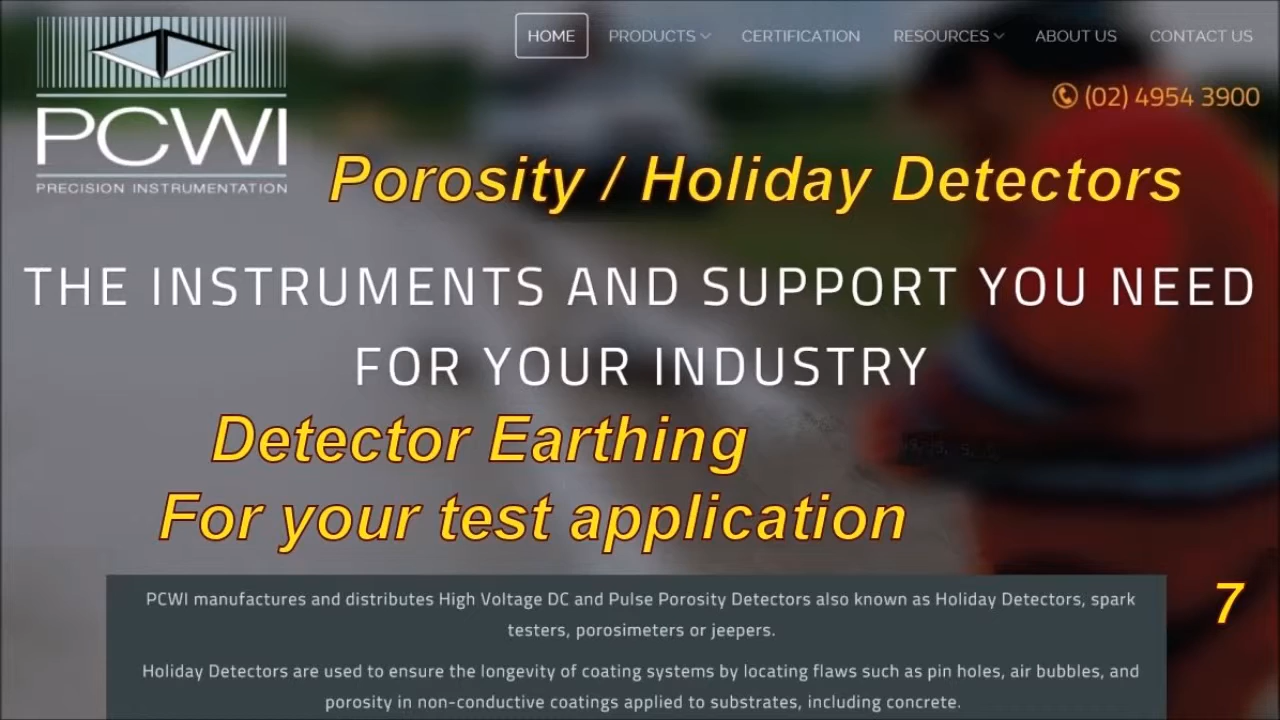 HOME PRODUCTS CERTIFICATION RESOURCES ABOUT US CONTACT US
(02) 4954 3900
PCWI
PRECISION INSTRUMENTATION
Porosity / Holiday Detectors
THE INSTRUMENTS AND SUPPORT YOU NEED
FOR YOUR INDUSTRY
Detector Earthing
For your test application
7
PCWI manufactures and distributes High Voltage DC and Pulse Porosity Detectors also known as Holiday Detectors, spark
testers, porosimeters or jeepers.
Holiday Detectors are used to ensure the longevity of coating systems by locating flaws such as pin holes, air bubbles, and
porosity in non-conductive coatings applied to substrates, including concrete.